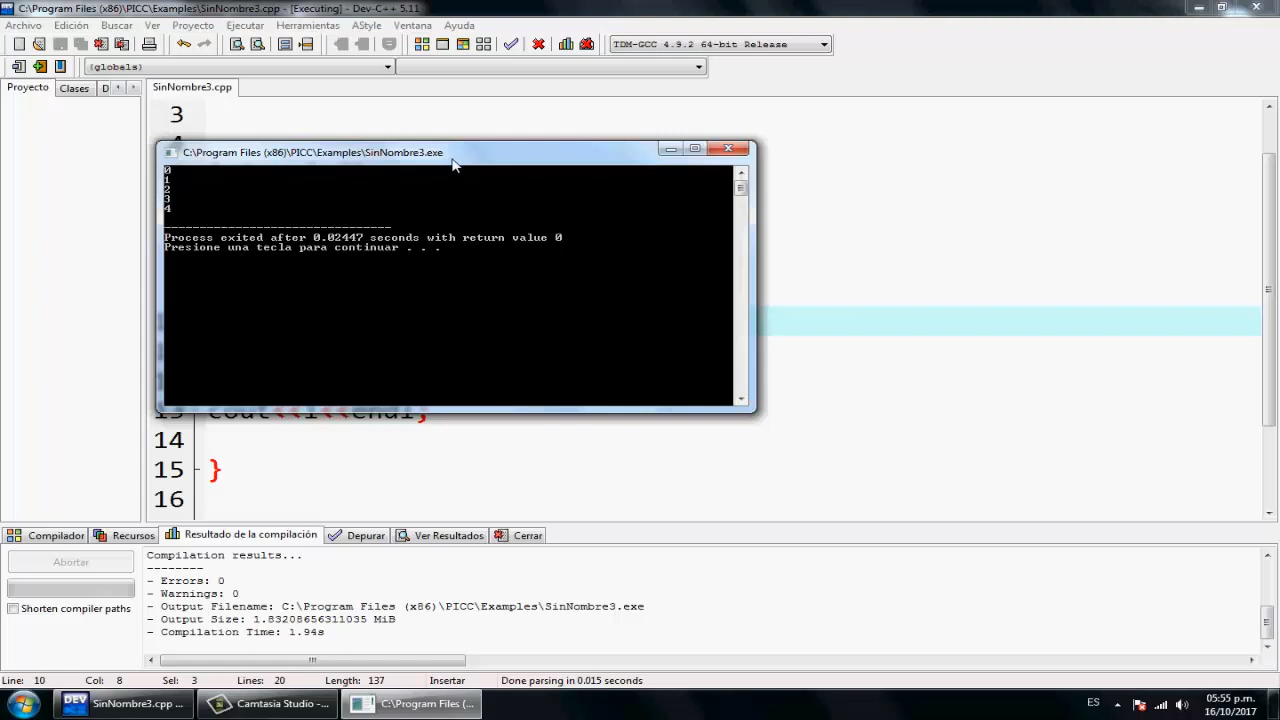 C:\Program Files (x86)\PICC\Examples\SinNombre3.cpp - [Executing] - Dev-C++ 5.11
Archivo Edición Buscar Ver Proyecto Ejecutar Herramientas AStyle Ventana Ayuda
TDM-GCC 4.9.2 64-bit Release
(globals)
Proyecto Clases D SinNombre3.cpp
3
C:\Program Files (x86)\PICC\Examples\SinNombre3.exe
0
1
2
3
4
--------------------------------
Process exited after 0.02447 seconds with return value 0
Presione una tecla para continuar . . .
13 cout<<i<<endl;
14
15 }
16
Compilador Recursos Resultado de la compilación Depurar Ver Resultados Cerrar
Abortar
Shorten compiler paths
Compilation results...
--------
- Errors: 0
- Warnings: 0
- Output Filename: C:\Program Files (x86)\PICC\Examples\SinNombre3.exe
- Output Size: 1.83208656311035 MiB
- Compilation Time: 1.94s
Line: 10 Col: 8 Sel: 3 Lines: 20 Length: 137 Insertar Done parsing in 0.015 seconds
DEV SinNombre3.cpp ... Camtasia Studio -... C:\Program Files (... ES 05:55 p.m.
16/10/2017